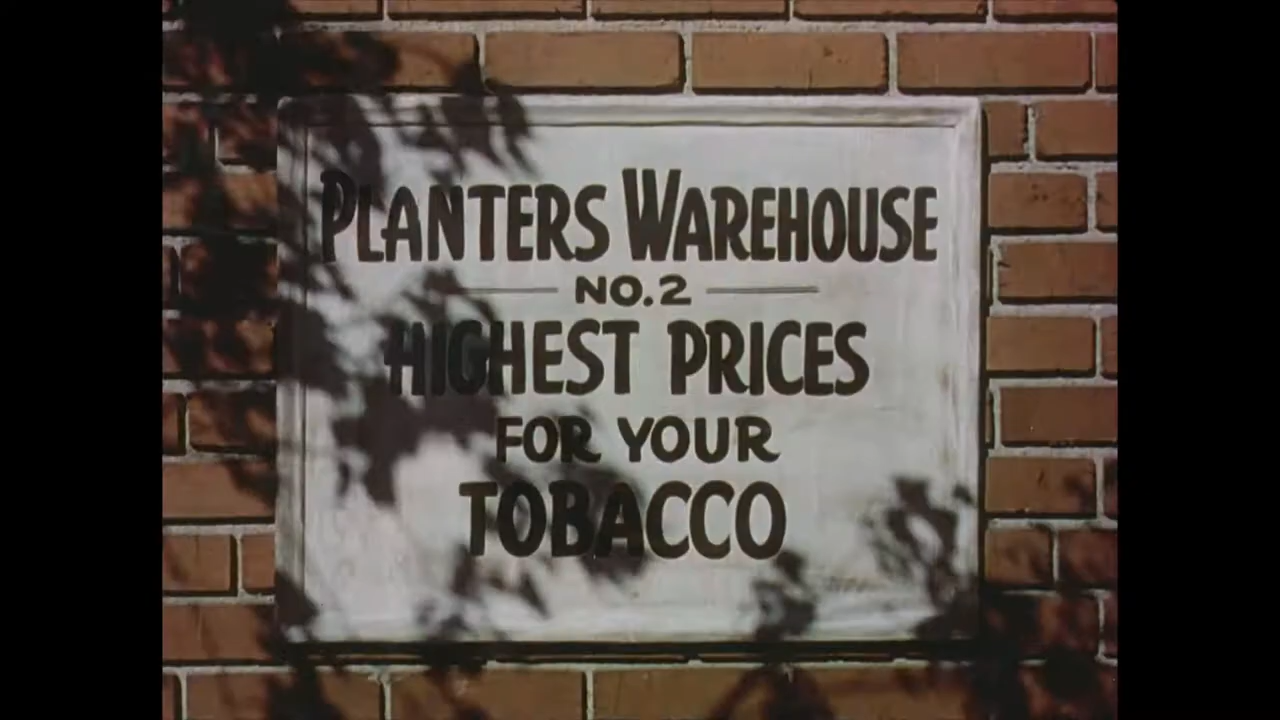 PLANTERS WAREHOUSE
NO.2
HIGHEST PRICES
FOR YOUR
TOBACCO